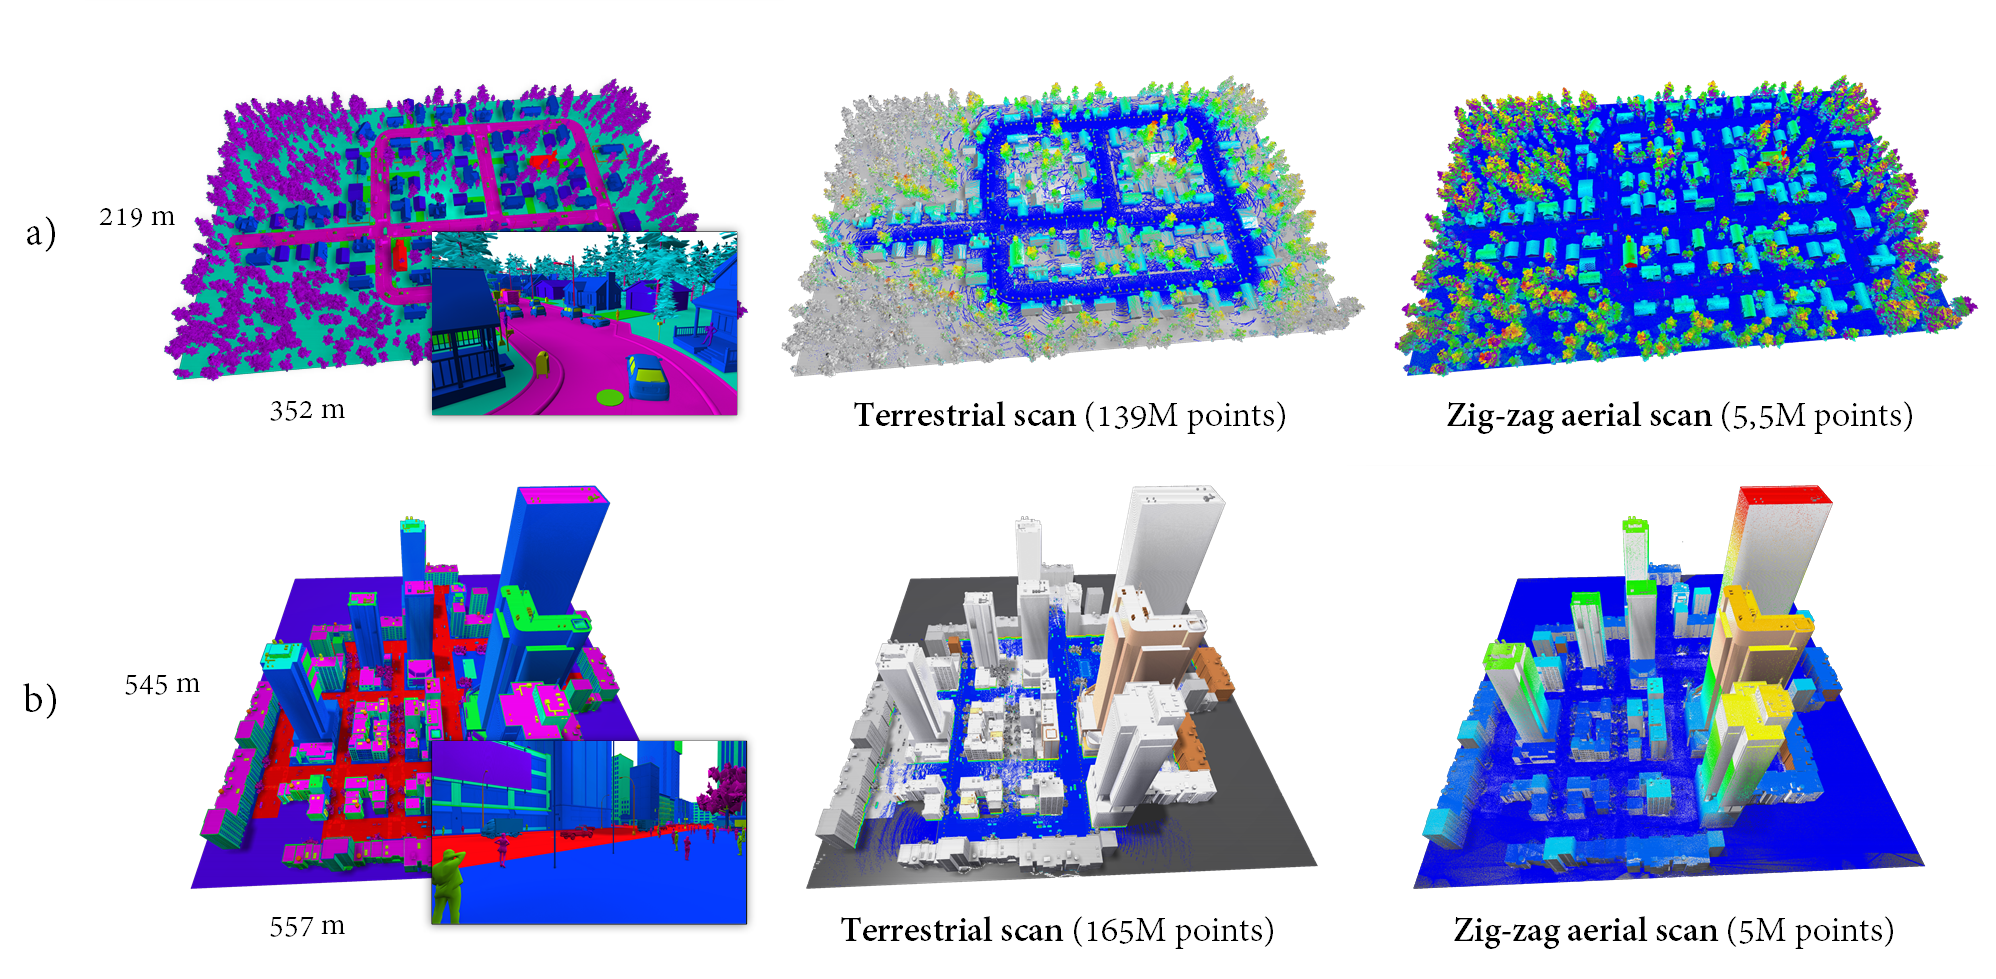 a)
219 m
352 m
Terrestrial scan (139M points)
Zig-zag aerial scan (5,5M points)
b)
545 m
557 m
Terrestrial scan (165M points)
Zig-zag aerial scan (5M points)